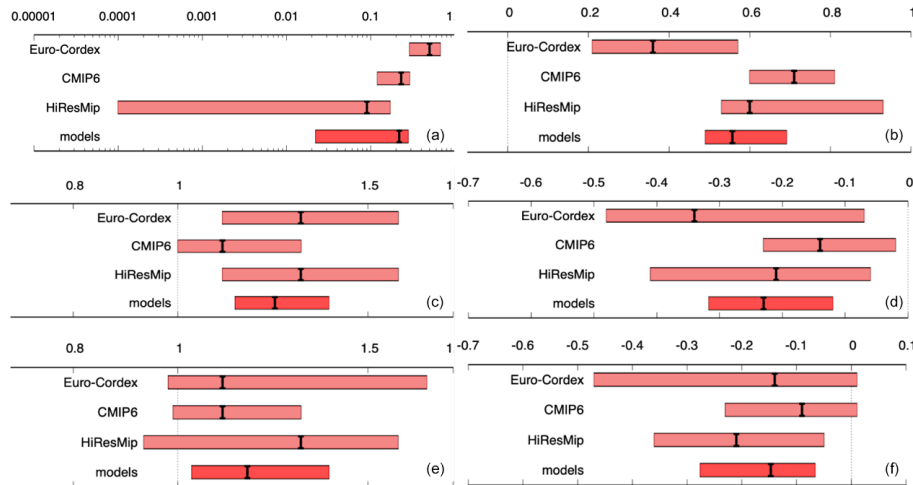 0.00001 0.0001 0.001 0.01 0.1 1
Euro-Cordex
CMIP6
HiResMip
models
(a)
0 0.2 0.4 0.6 0.8 1
Euro-Cordex
CMIP6
HiResMip
models
(b)
0.8 1 1.5 1
Euro-Cordex
CMIP6
HiResMip
models
(c)
-0.7 -0.6 -0.5 -0.4 -0.3 -0.2 -0.1 0
Euro-Cordex
CMIP6
HiResMip
models
(d)
0.8 1 1.5 1
Euro-Cordex
CMIP6
HiResMip
models
(e)
-0.7 -0.6 -0.5 -0.4 -0.3 -0.2 -0.1 0 0.1
Euro-Cordex
CMIP6
HiResMip
models
(f)